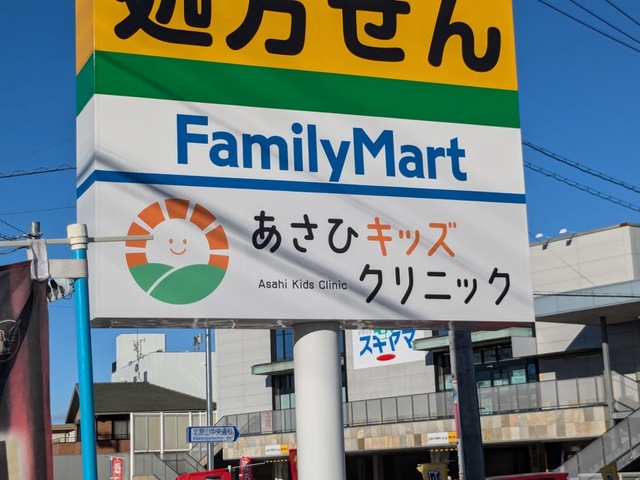 処方せん
FamilyMart
あさひキッズ
Asahi Kids Clinic
クリニック
スギヤマ